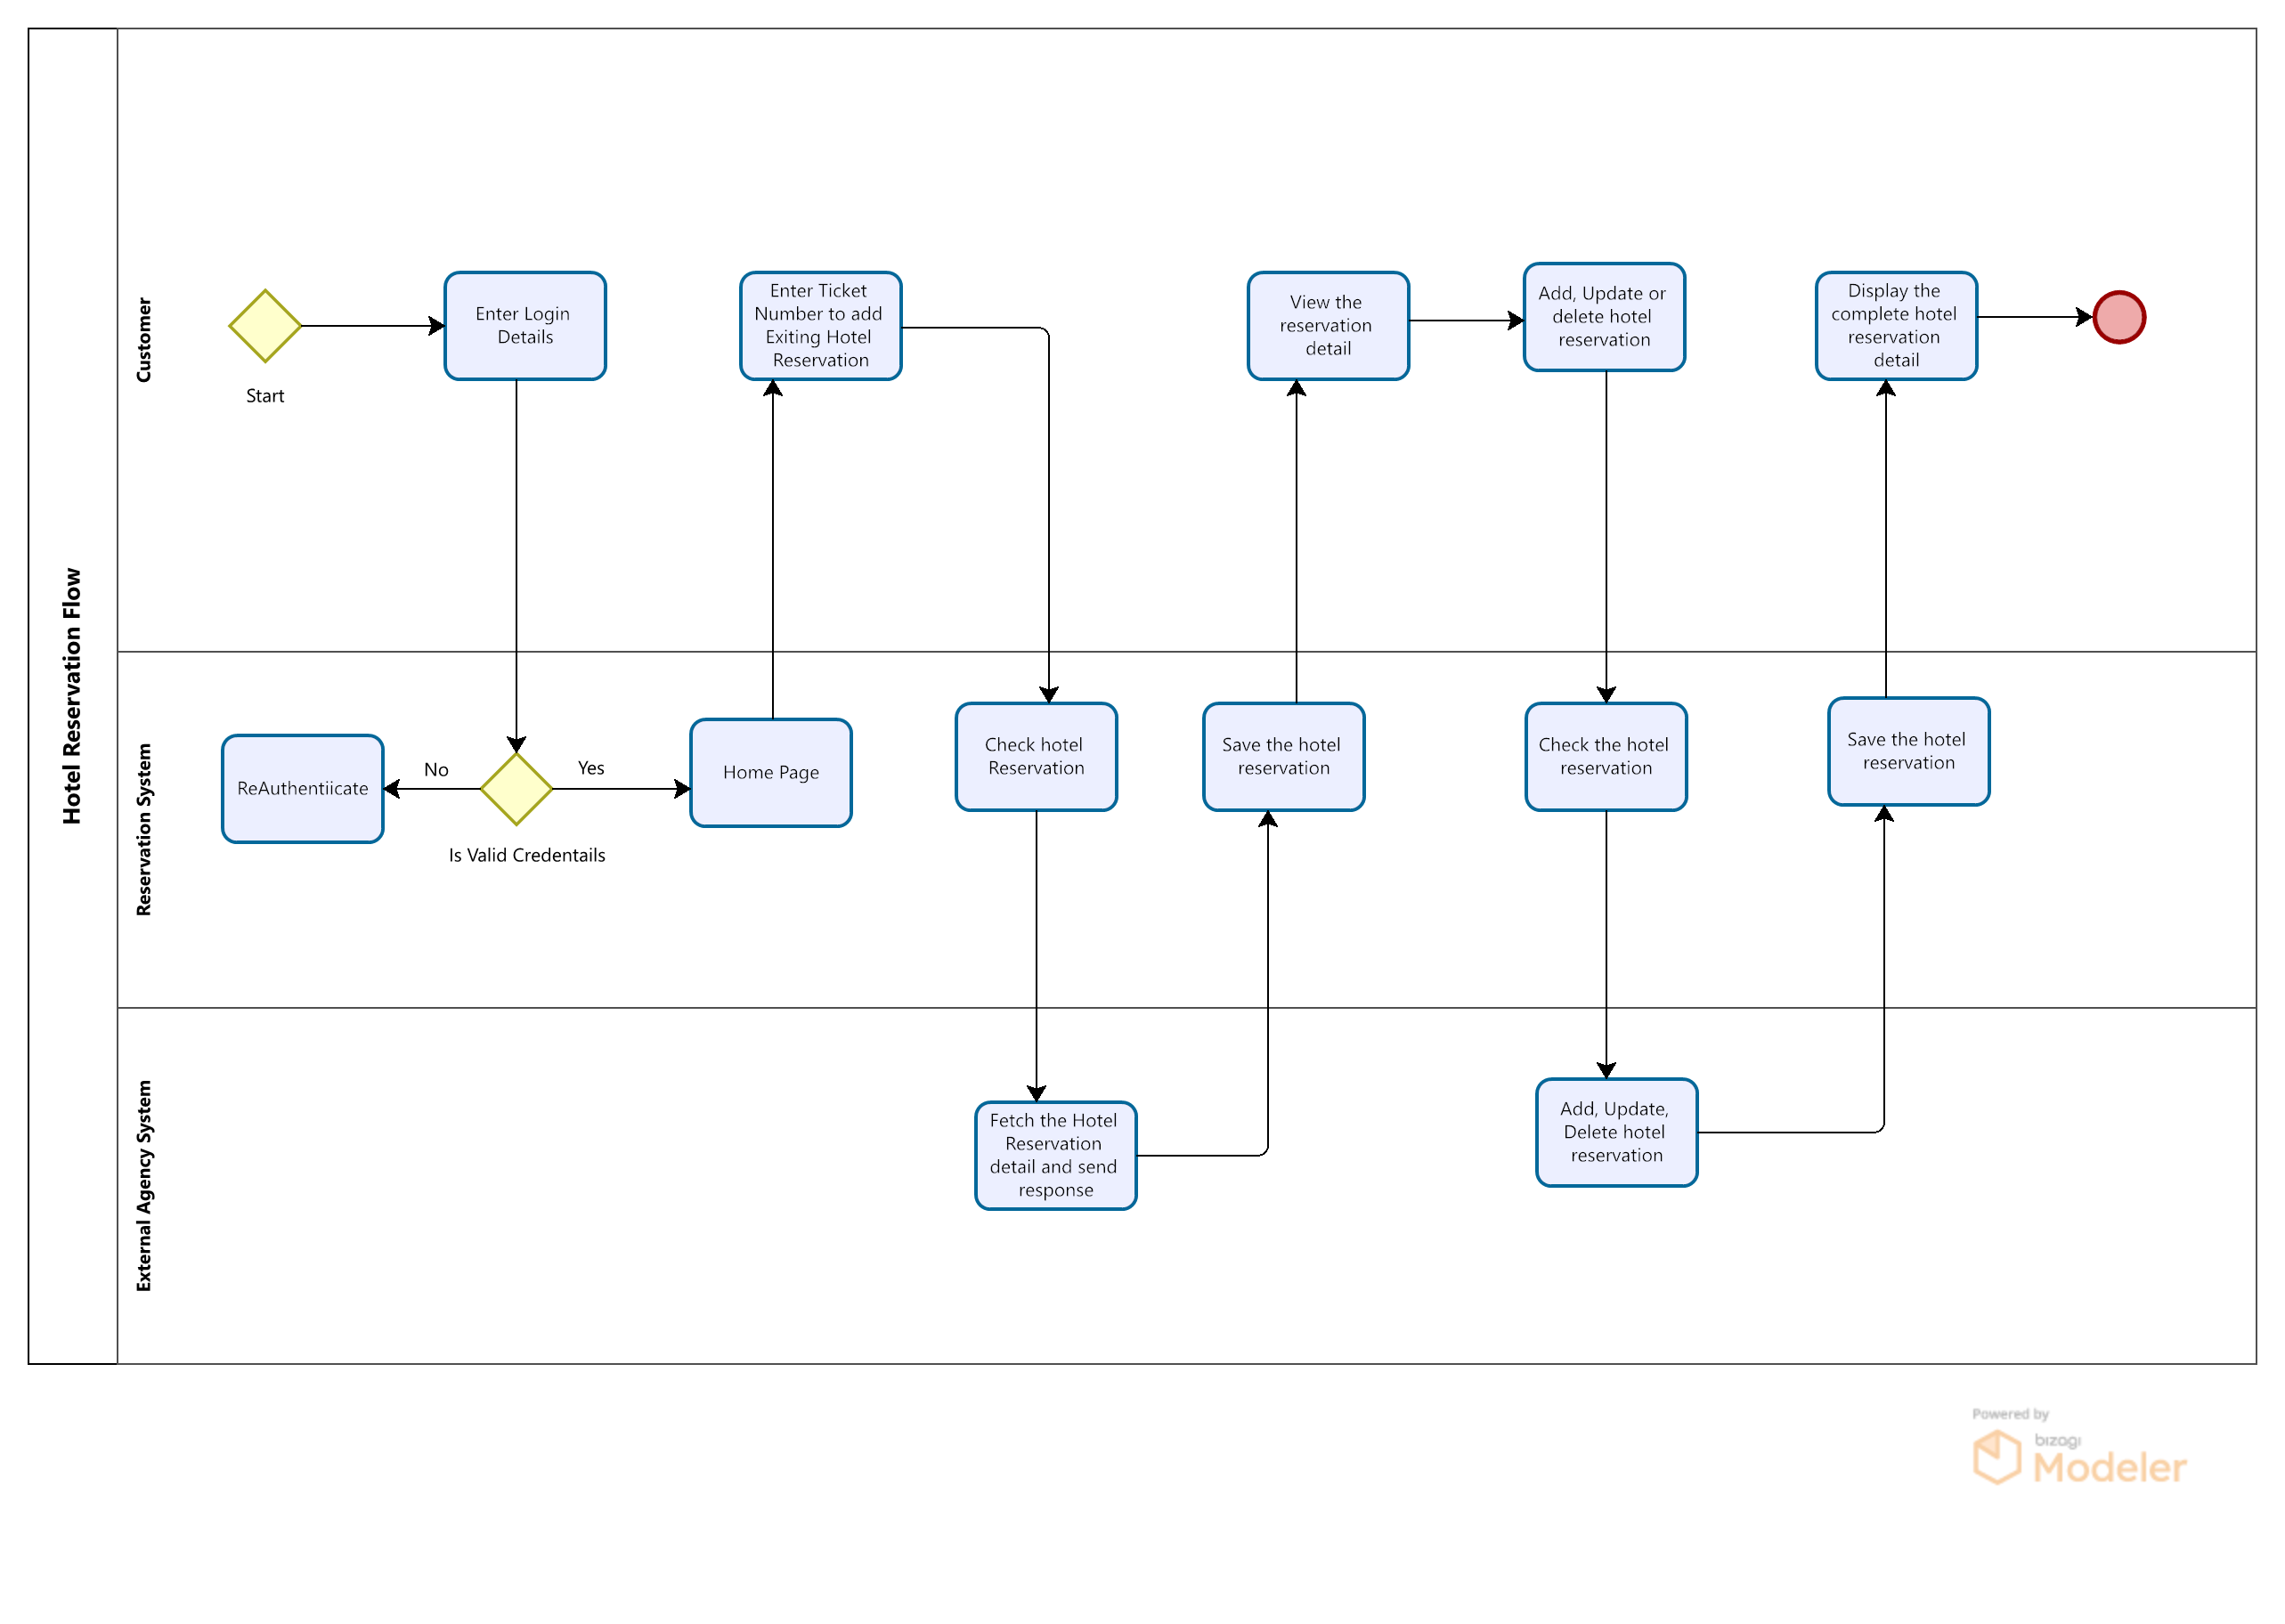 Hotel Reservation Flow
Customer
Start
Enter Login
Details
Enter Ticket
Number to add
Exiting Hotel
Reservation
View the
reservation
detail
Add, Update or
delete hotel
reservation
Display the
complete hotel
reservation
detail
Reservation System
ReAuthentiicate
No
Yes
Is Valid Credentails
Home Page
Check hotel
Reservation
Save the hotel
reservation
Check the hotel
reservation
Save the hotel
reservation
External Agency System
Fetch the Hotel
Reservation
detail and send
response
Add, Update,
Delete hotel
reservation
Powered by
bizagi
Modeler